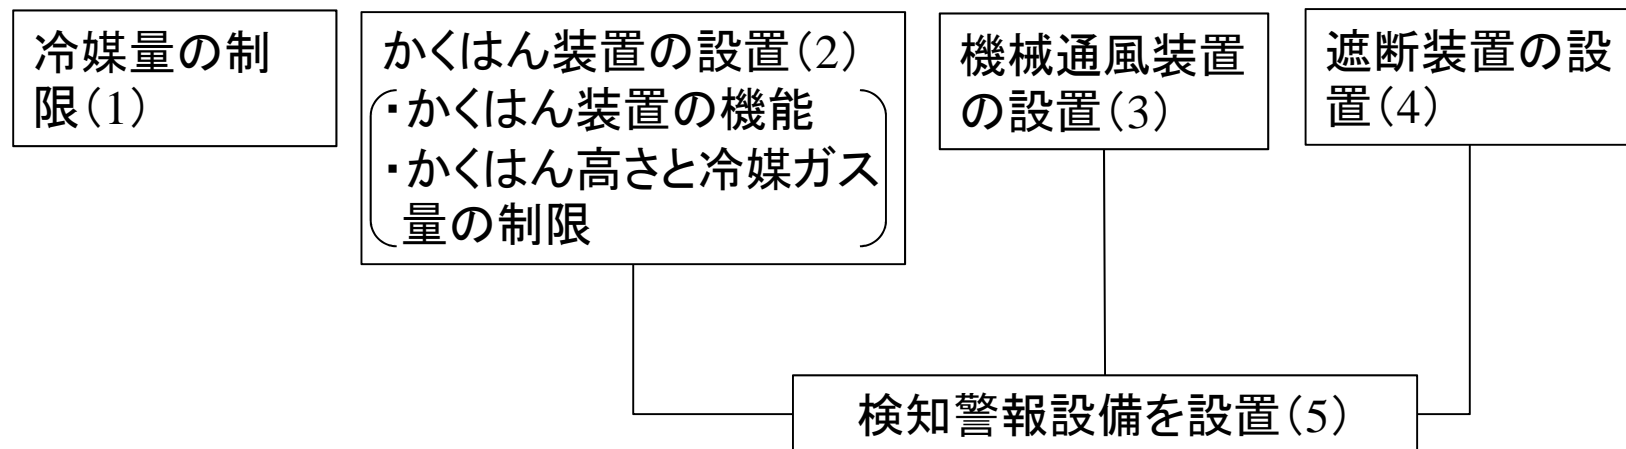 冷媒量の制
限(1)
かくはん装置の設置(2)
・かくはん装置の機能
・かくはん高さと冷媒ガス
量の制限
機械通風装置
の設置(3)
遮断装置の設
置(4)
検知警報設備を設置(5)